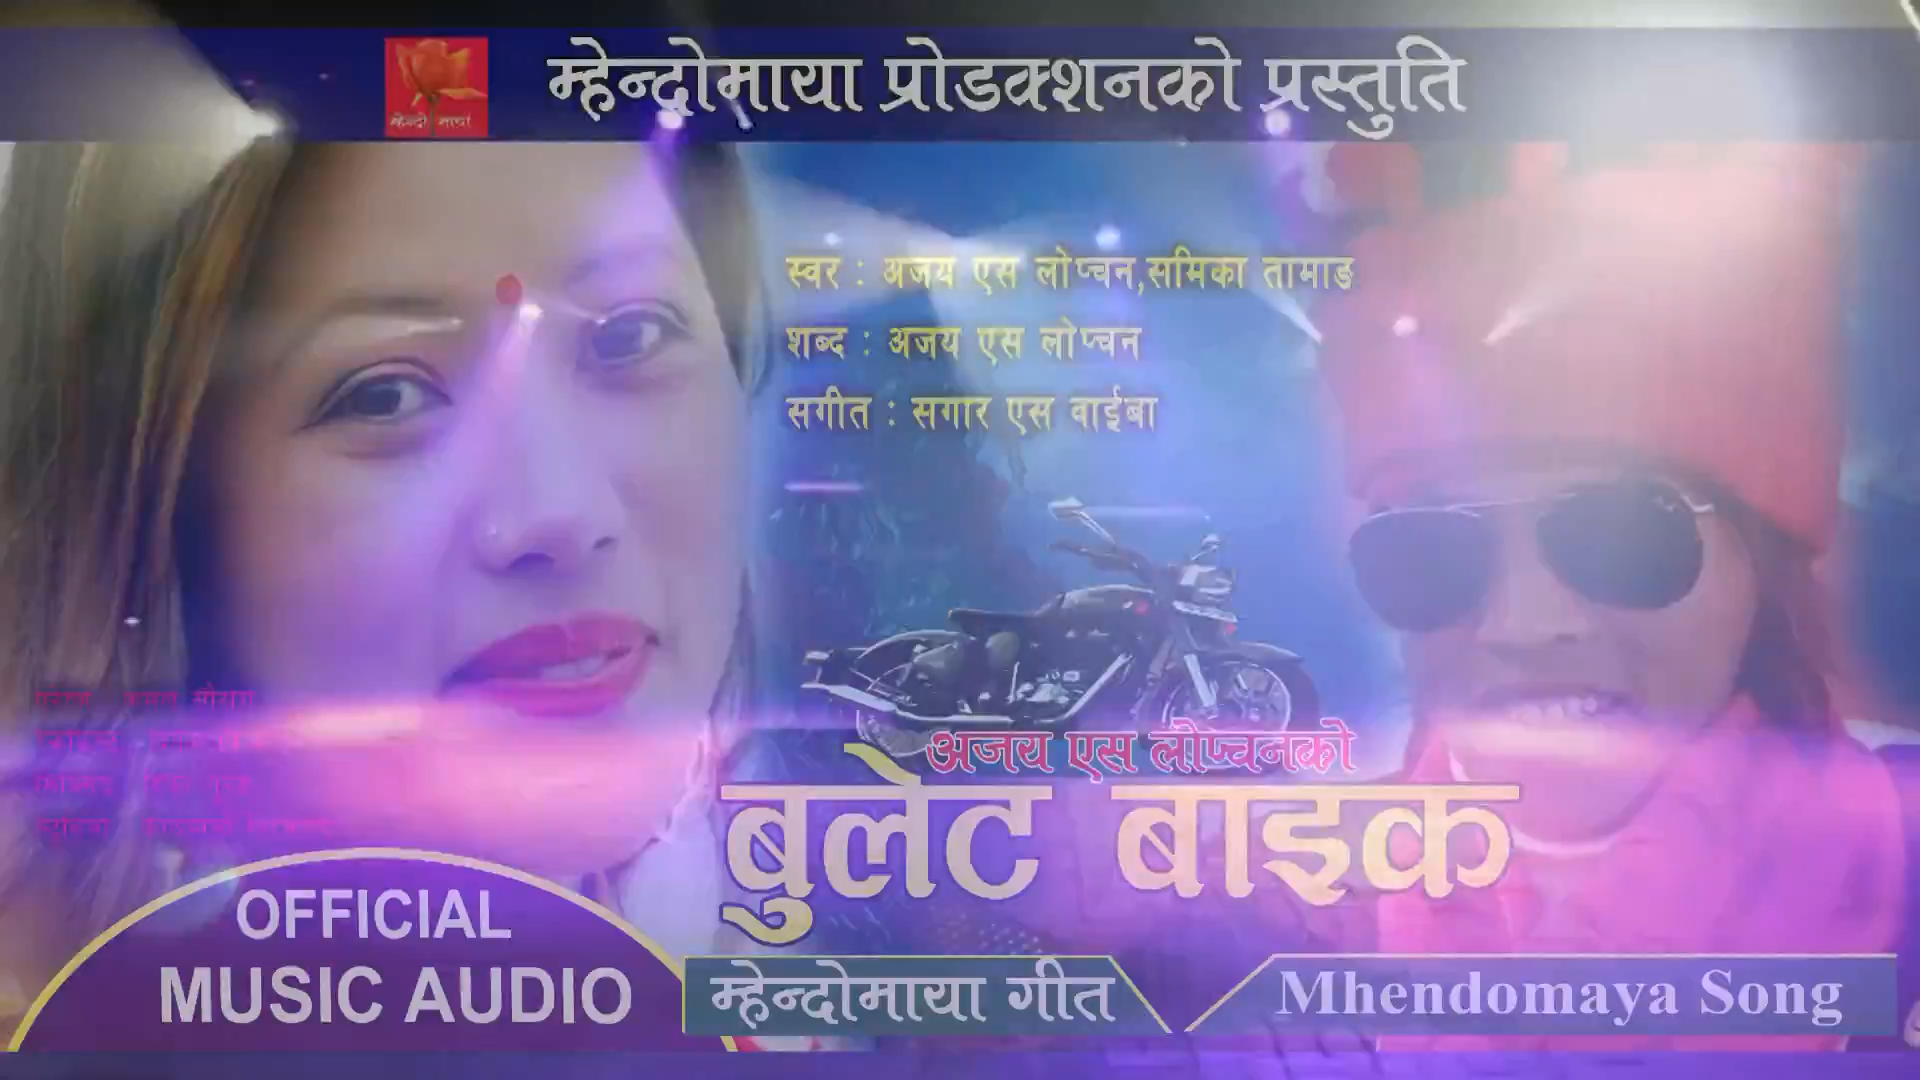 म्हेन्दोमाया प्रोडक्शनको प्रस्तुति
म्हेन्दो माया
स्वर : अजय एस लोप्चन,समिका तामाङ
शब्द : अजय एस लोप्चन
सगीत : सगार एस वाईबा
अजय एस लोप्चनको
बुलेट बाइक
OFFICIAL
MUSIC AUDIO
म्हेन्दोमाया गीत
Mhendomaya Song